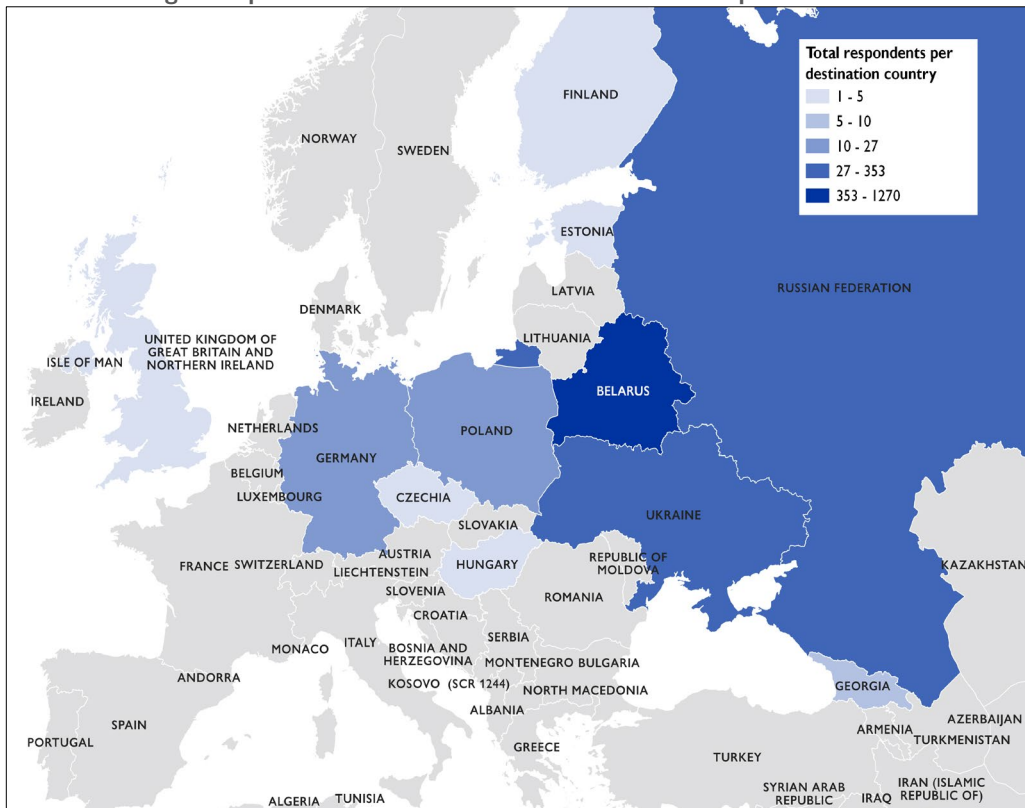 Total respondents per
destination country
1 - 5
5 - 10
10 - 27
27 - 353
353 - 1270
FINLAND
NORWAY
SWEDEN
ESTONIA
RUSSIAN FEDERATION
LATVIA
DENMARK
LITHUANIA
UNITED KINGDOM OF
GREAT BRITAIN AND
NORTHERN IRELAND
ISLE OF MAN
BELARUS
IRELAND
NETHERLANDS
POLAND
GERMANY
BELGIUM
LUXEMBOURG
CZECHIA
UKRAINE
SLOVAKIA
AUSTRIA
REPUBLIC OF
MOLDOVA
FRANCE
SWITZERLAND
HUNGARY
KAZAKHSTAN
LIECHTENSTEIN
SLOVENIA
ROMANIA
CROATIA
SERBIA
ITALY
MONACO
BOSNIA AND
HERZEGOVINA
MONTENEGRO
BULGARIA
ANDORRA
KOSOVO (SCR 1244)
GEORGIA
NORTH MACEDONIA
ALBANIA
AZERBAIJAN
SPAIN
ARMENIA
TURKMENISTAN
PORTUGAL
GREECE
TURKEY
SYRIAN ARAB
REPUBLIC
IRAN (ISLAMIC
REPUBLIC OF)
IRAQ
ALGERIA
TUNISIA